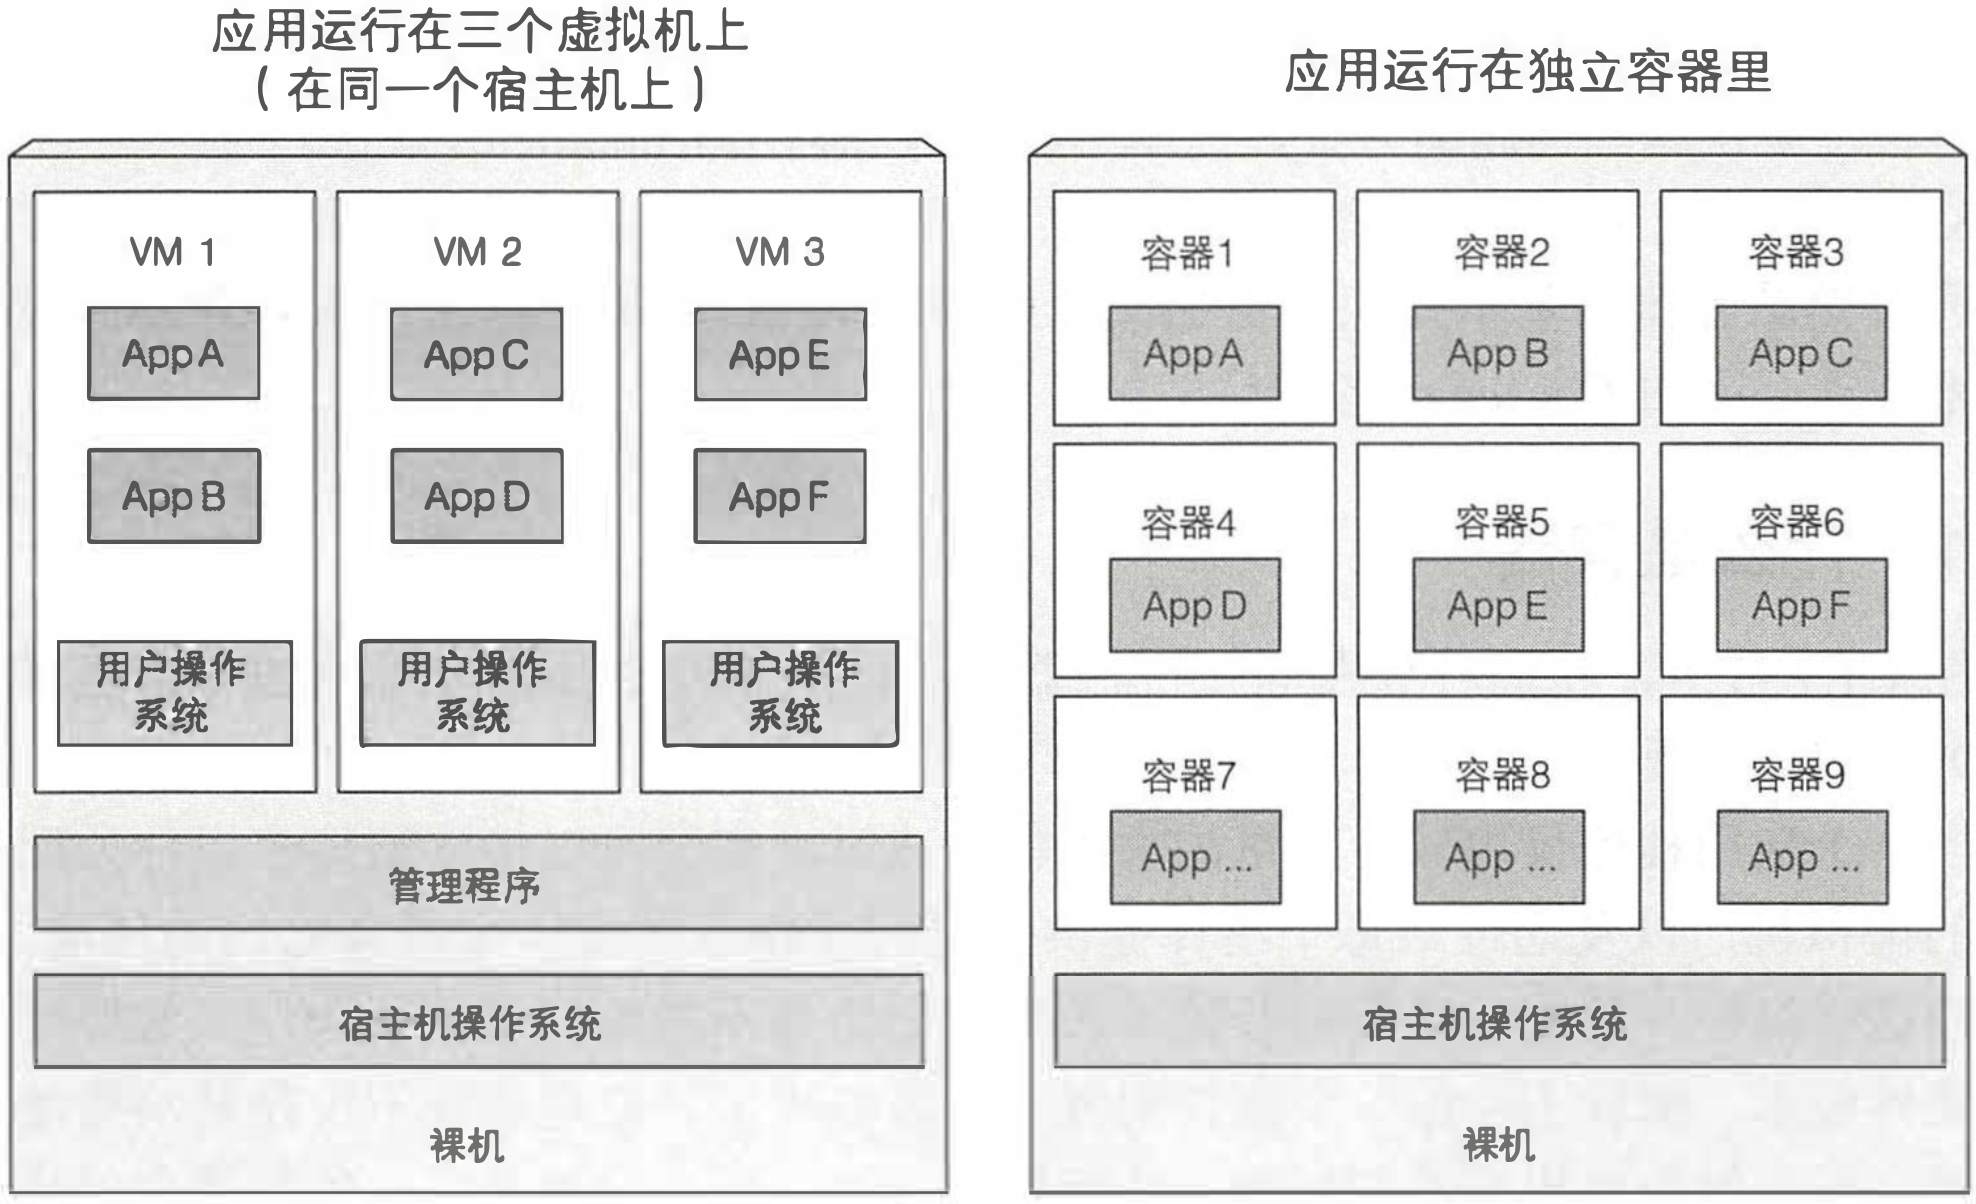 应用运行在三个虚拟机上
（在同一个宿主机上）
VM 1
VM 2
VM 3
App A
App C
App E
App B
App D
App F
用户操作
系统
用户操作
系统
用户操作
系统
管理程序
宿主机操作系统
裸机
应用运行在独立容器里
容器1
容器2
容器3
App A
App B
App C
容器4
容器5
容器6
App D
App E
App F
容器7
容器8
容器9
App ...
App ...
App ...
宿主机操作系统
裸机